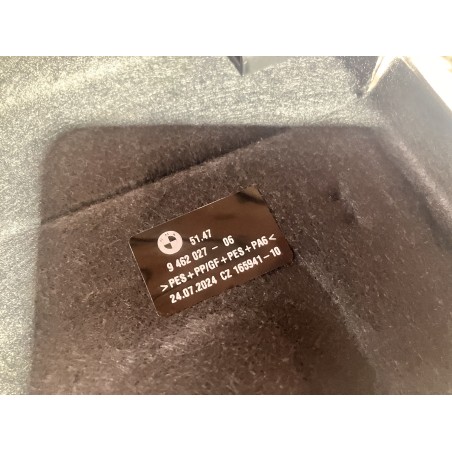 51.47
9 462 027 - 06
>PES+PP/GF+PES+PA6<
24.07.2024 CZ 165941-10